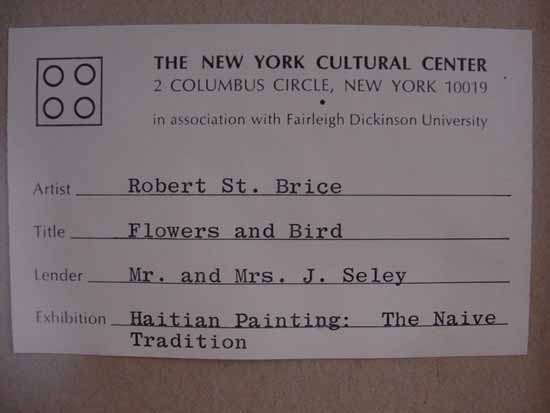 THE NEW YORK CULTURAL CENTER
2 COLUMBUS CIRCLE, NEW YORK 10019
•
in association with Fairleigh Dickinson University
Artist Robert St. Brice
Title Flowers and Bird
Lender Mr. and Mrs. J. Seley
Exhibition Haitian Painting: The Naive
Tradition